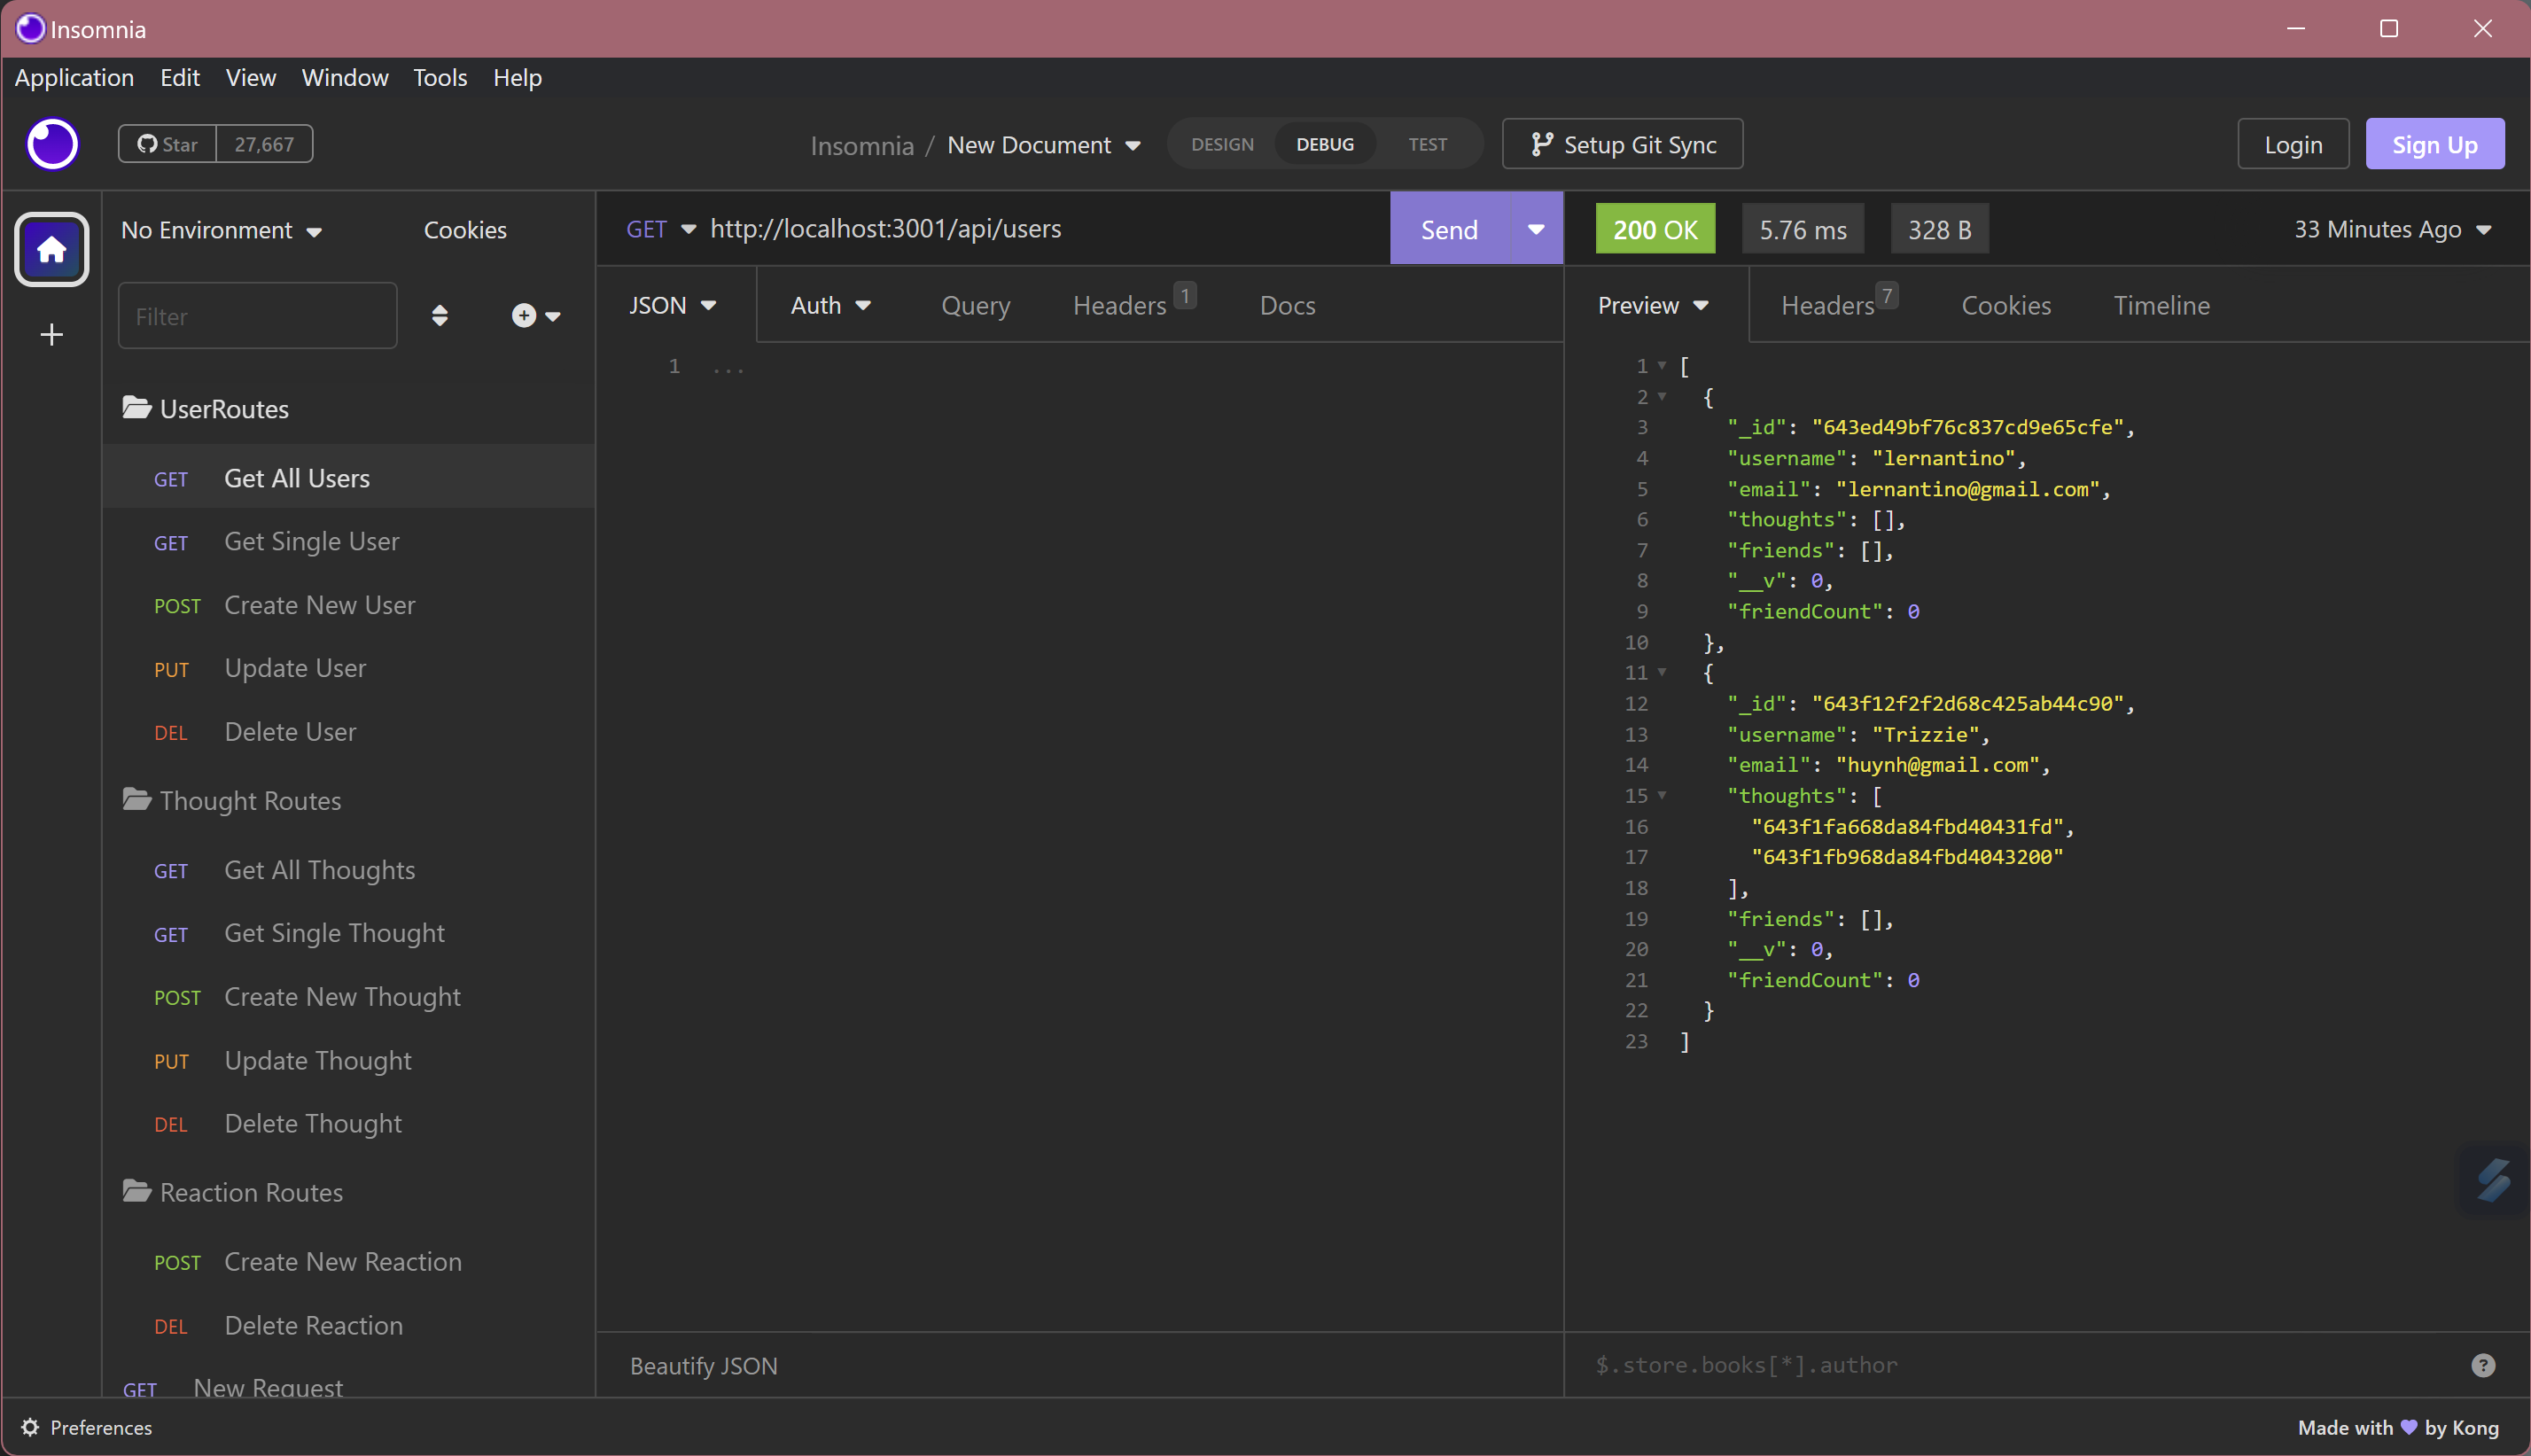 Insomnia
Application Edit View Window Tools Help
Star 27,667
Insomnia / New Document
DESIGN DEBUG TEST
Setup Git Sync
Login Sign Up
No Environment Cookies
Filter
UserRoutes
GET Get All Users
GET Get Single User
POST Create New User
PUT Update User
DEL Delete User
Thought Routes
GET Get All Thoughts
GET Get Single Thought
POST Create New Thought
PUT Update Thought
DEL Delete Thought
Reaction Routes
POST Create New Reaction
DEL Delete Reaction
GET New Request
GET http://localhost:3001/api/users Send
JSON Auth Query Headers 1 Docs
1 ...
Beautify JSON
200 OK 5.76 ms 328 B 33 Minutes Ago
Preview Headers 7 Cookies Timeline
1 [
2 {
3 "_id": "643ed49bf76c837cd9e65cfe",
4 "username": "lernantino",
5 "email": "lernantino@gmail.com",
6 "thoughts": [],
7 "friends": [],
8 "__v": 0,
9 "friendCount": 0
10 },
11 {
12 "_id": "643f12f2f2d68c425ab44c90",
13 "username": "Trizzie",
14 "email": "huynh@gmail.com",
15 "thoughts": [
16 "643f1fa668da84fbd40431fd",
17 "643f1fb968da84fbd4043200"
18 ],
19 "friends": [],
20 "__v": 0,
21 "friendCount": 0
22 }
23 ]
$.store.books[*].author
?
Preferences
Made with 💜 by Kong